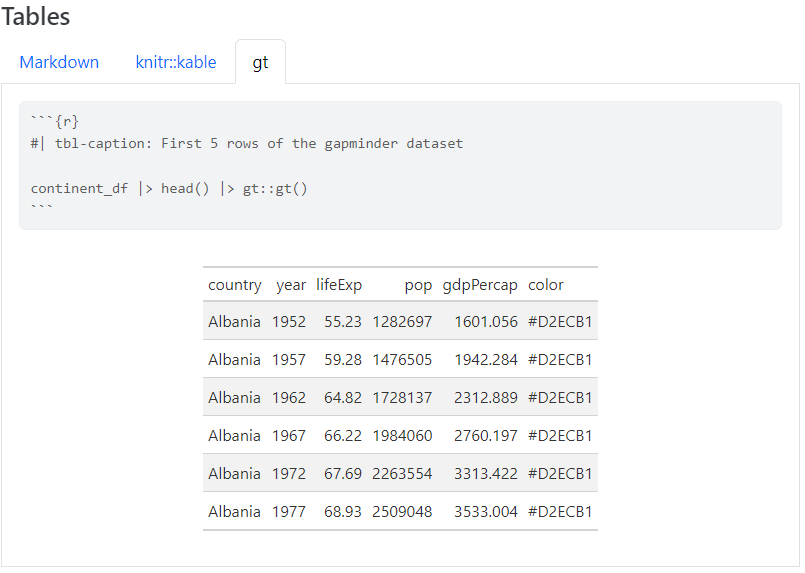 Tables
Markdown knitr::kable gt
```{r}
#| tbl-caption: First 5 rows of the gapminder dataset
continent_df |> head() |> gt::gt()
```
country year lifeExp pop gdpPercap color
Albania 1952 55.23 1282697 1601.056 #D2ECB1
Albania 1957 59.28 1476505 1942.284 #D2ECB1
Albania 1962 64.82 1728137 2312.889 #D2ECB1
Albania 1967 66.22 1984060 2760.197 #D2ECB1
Albania 1972 67.69 2263554 3313.422 #D2ECB1
Albania 1977 68.93 2509048 3533.004 #D2ECB1